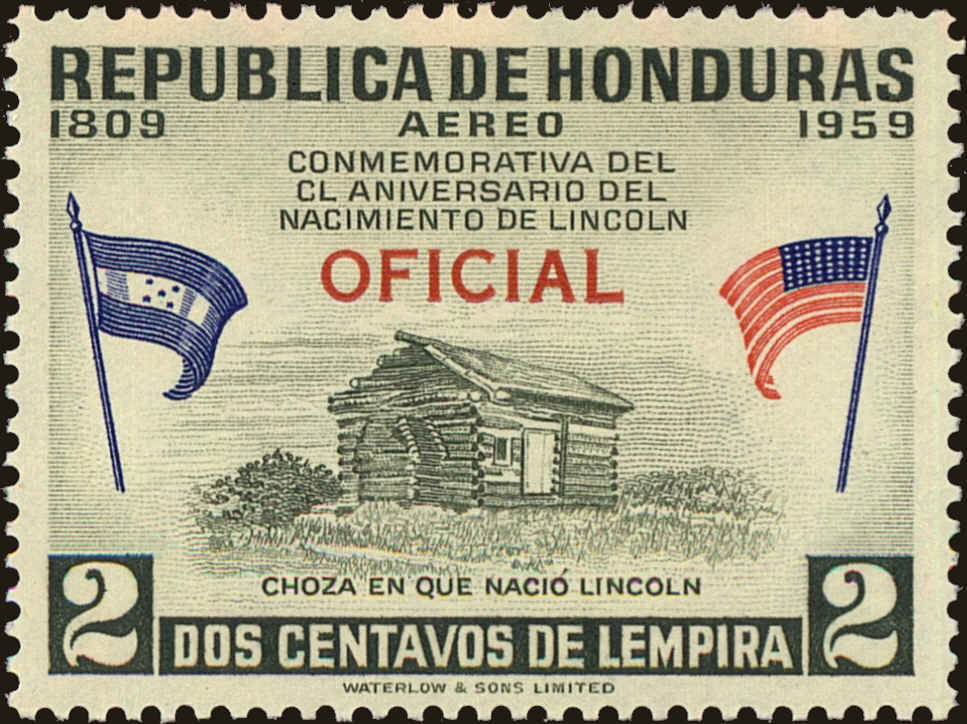 REPUBLICA DE HONDURAS
1809 AEREO 1959
CONMEMORATIVA DEL
CL ANIVERSARIO DEL
NACIMIENTO DE LINCOLN
OFICIAL
CHOZA EN QUE NACIÓ LINCOLN
2 DOS CENTAVOS DE LEMPIRA 2
WATERLOW & SONS LIMITED